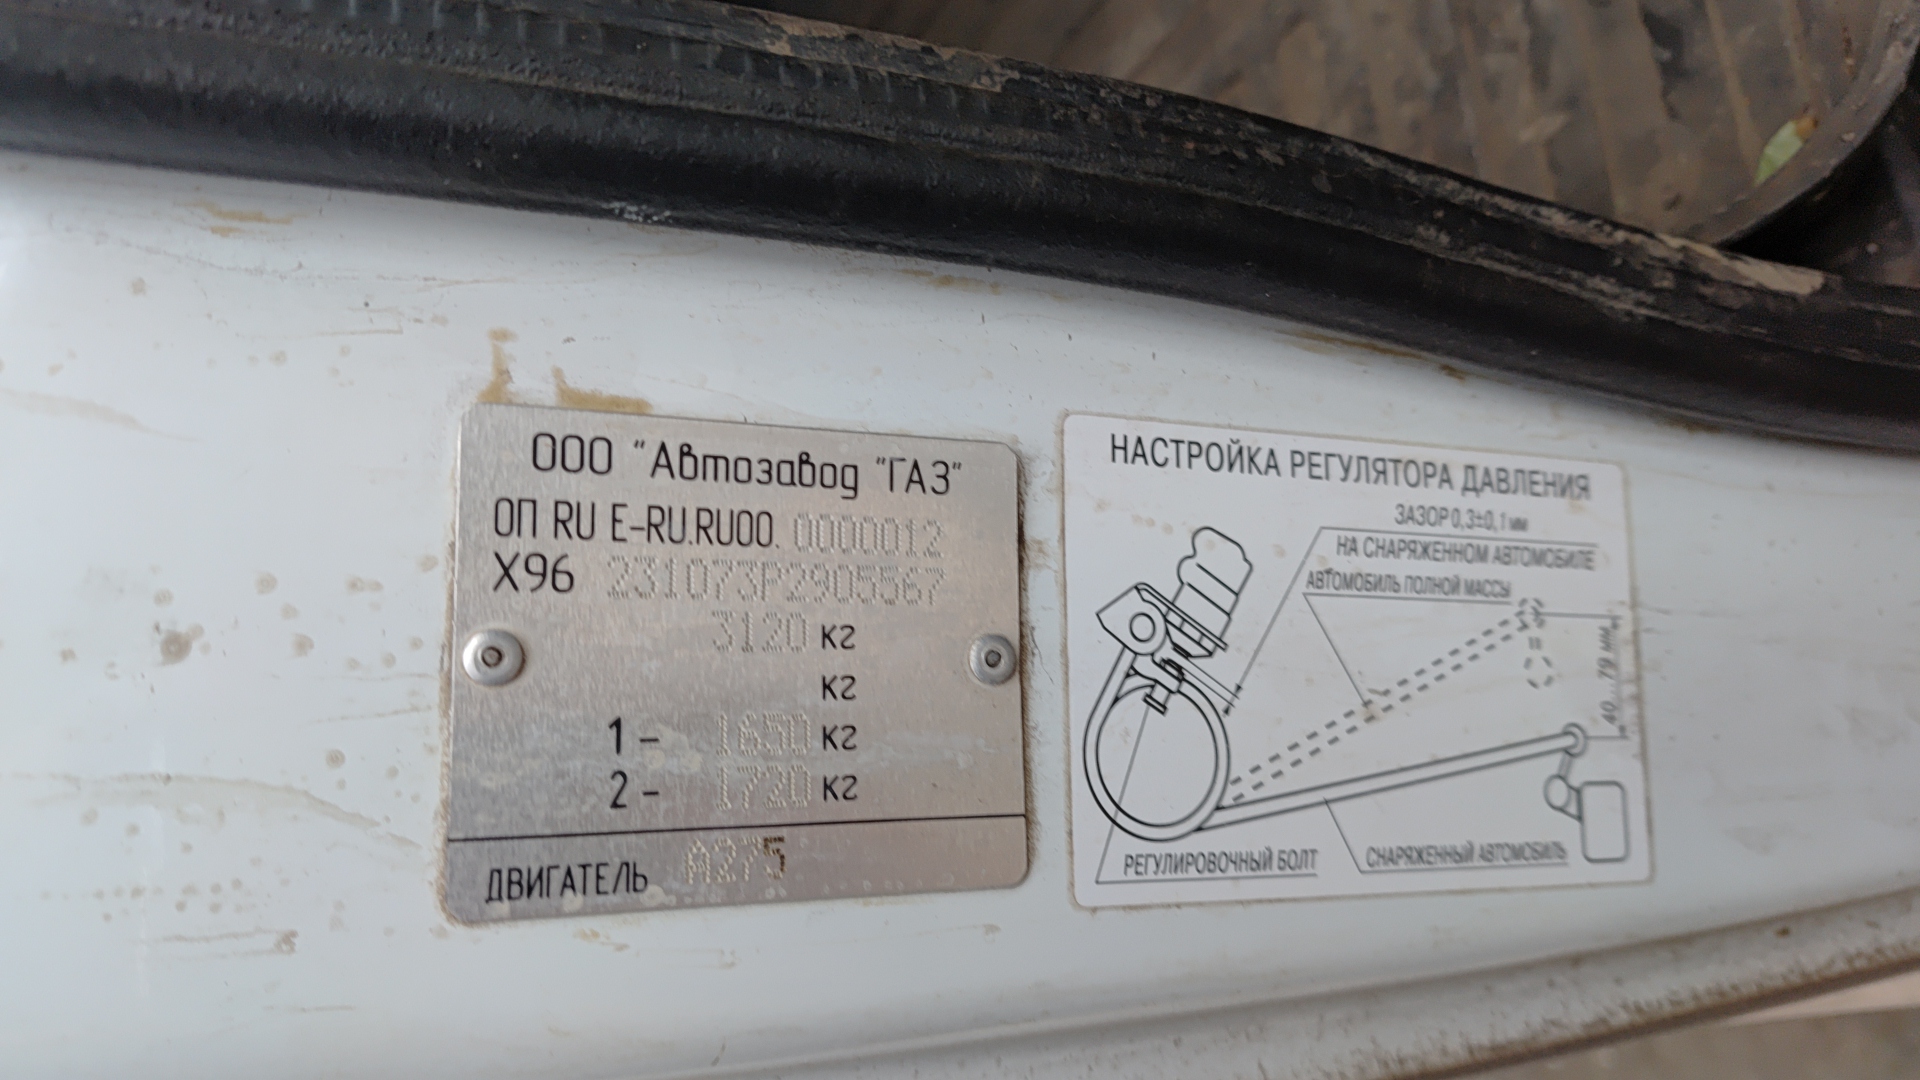 ООО "Автозавод "ГАЗ"
ОП RU E-RU.RU00. 0000012
X96 231073P2905567
3120 кг
кг
1 - 1650 кг
2 - 1720 кг
ДВИГАТЕЛЬ А275
НАСТРОЙКА РЕГУЛЯТОРА ДАВЛЕНИЯ
ЗАЗОР 0,3±0,1 мм
НА СНАРЯЖЕННОМ АВТОМОБИЛЕ
АВТОМОБИЛЬ ПОЛНОЙ МАССЫ
40...79 мм
РЕГУЛИРОВОЧНЫЙ БОЛТ
СНАРЯЖЕННЫЙ АВТОМОБИЛЬ